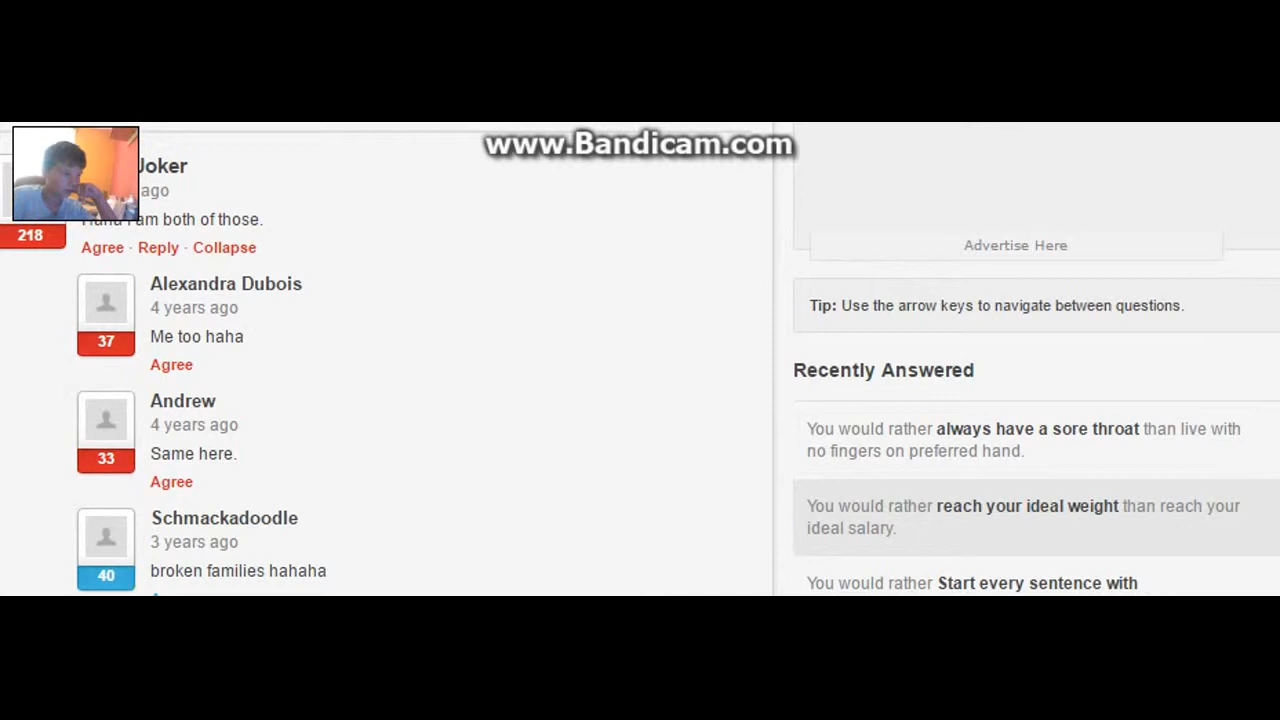 www.Bandicam.com
Joker
ago
am both of those.
218
Agree · Reply · Collapse
Alexandra Dubois
4 years ago
Me too haha
37
Agree
Andrew
4 years ago
Same here.
33
Agree
Schmackadoodle
3 years ago
broken families hahaha
40
Advertise Here
Tip: Use the arrow keys to navigate between questions.
Recently Answered
You would rather always have a sore throat than live with
no fingers on preferred hand.
You would rather reach your ideal weight than reach your
ideal salary.
You would rather Start every sentence with